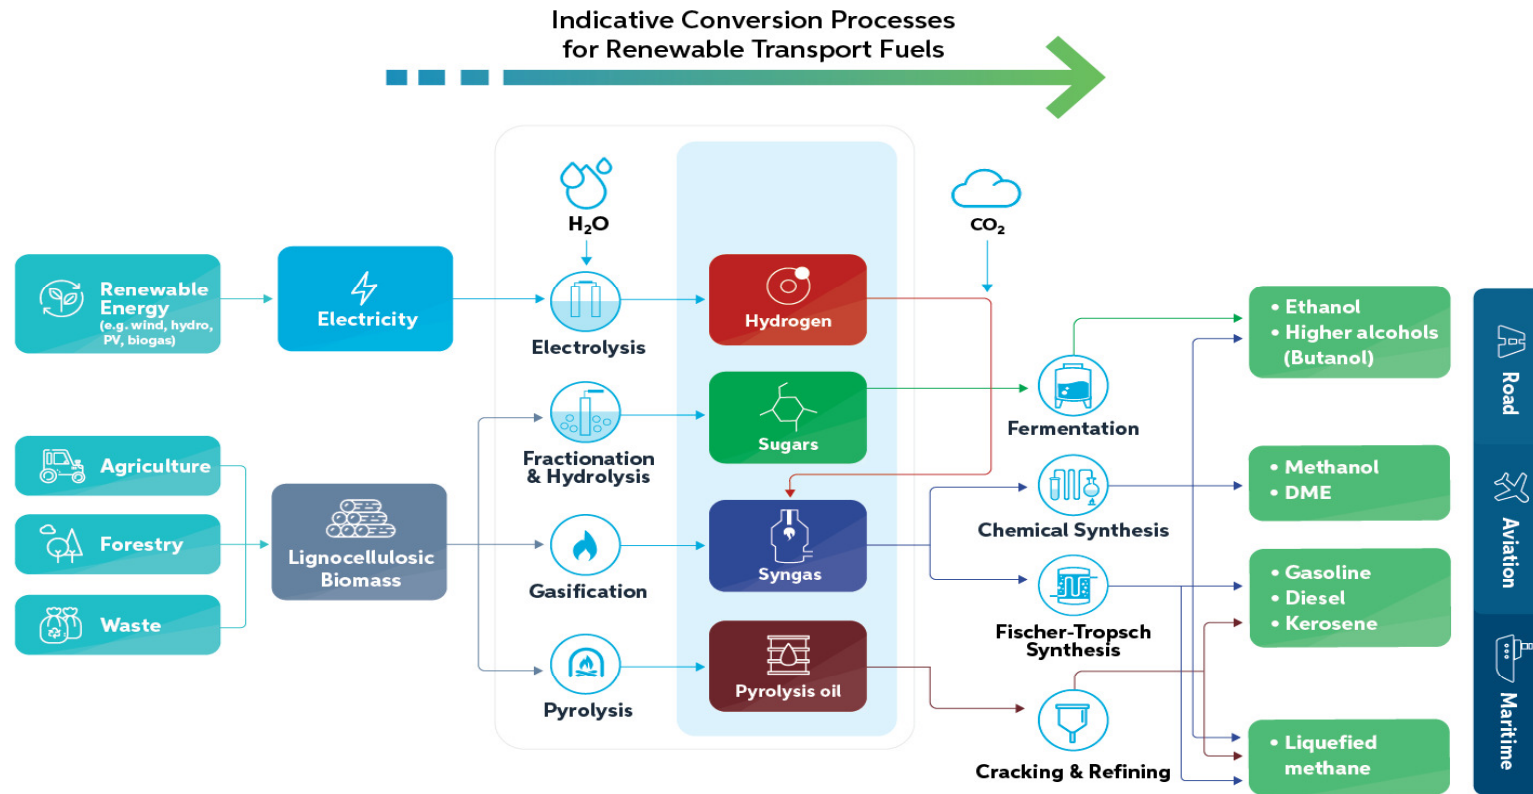 Indicative Conversion Processes
for Renewable Transport Fuels
H₂O
CO₂
Renewable
Energy
(e.g. wind, hydro,
PV, biogas)
Electricity
Electrolysis
Hydrogen
Agriculture
Forestry
Waste
Lignocellulosic
Biomass
Fractionation
& Hydrolysis
Sugars
Fermentation
Gasification
Syngas
Chemical Synthesis
Fischer-Tropsch
Synthesis
Pyrolysis
Pyrolysis oil
Cracking & Refining
• Ethanol
• Higher alcohols
(Butanol)
• Methanol
• DME
• Gasoline
• Diesel
• Kerosene
• Liquefied
methane
Road
Aviation
Maritime